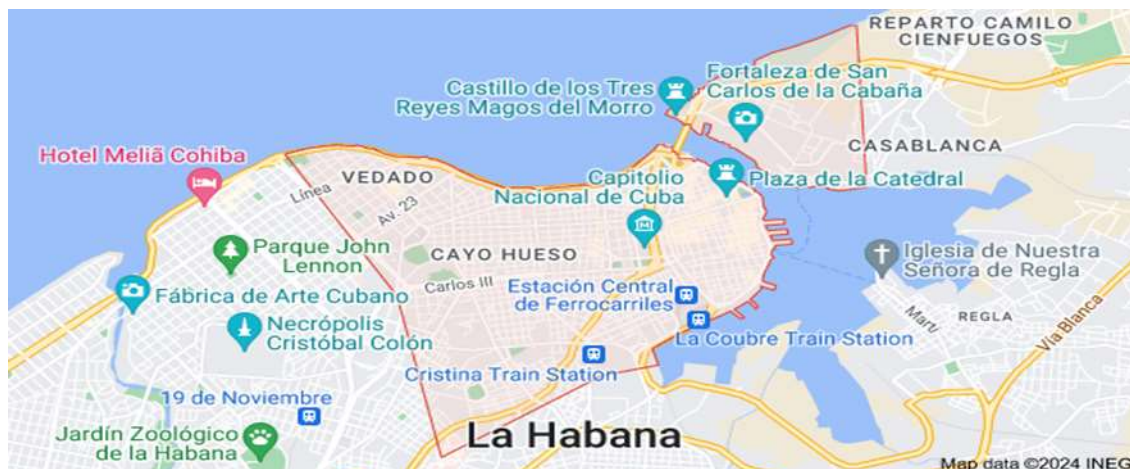 REPARTO CAMILO
CIENFUEGOS
Castillo de los Tres
Reyes Magos del Morro
Fortaleza de San
Carlos de la Cabaña
CASABLANCA
Hotel Meliã Cohiba
VEDADO
Línea
Av. 23
Capitolio
Nacional de Cuba
Plaza de la Catedral
Parque John
Lennon
CAYO HUESO
Carlos III
Iglesia de Nuestra
Señora de Regla
Fábrica de Arte Cubano
Estación Central
de Ferrocarriles
Necrópolis
Cristóbal Colón
Martí
REGLA
Vía Blanca
La Coubre Train Station
Cristina Train Station
19 de Noviembre
Jardín Zoológico
de la Habana
La Habana
Map data ©2024 INEG